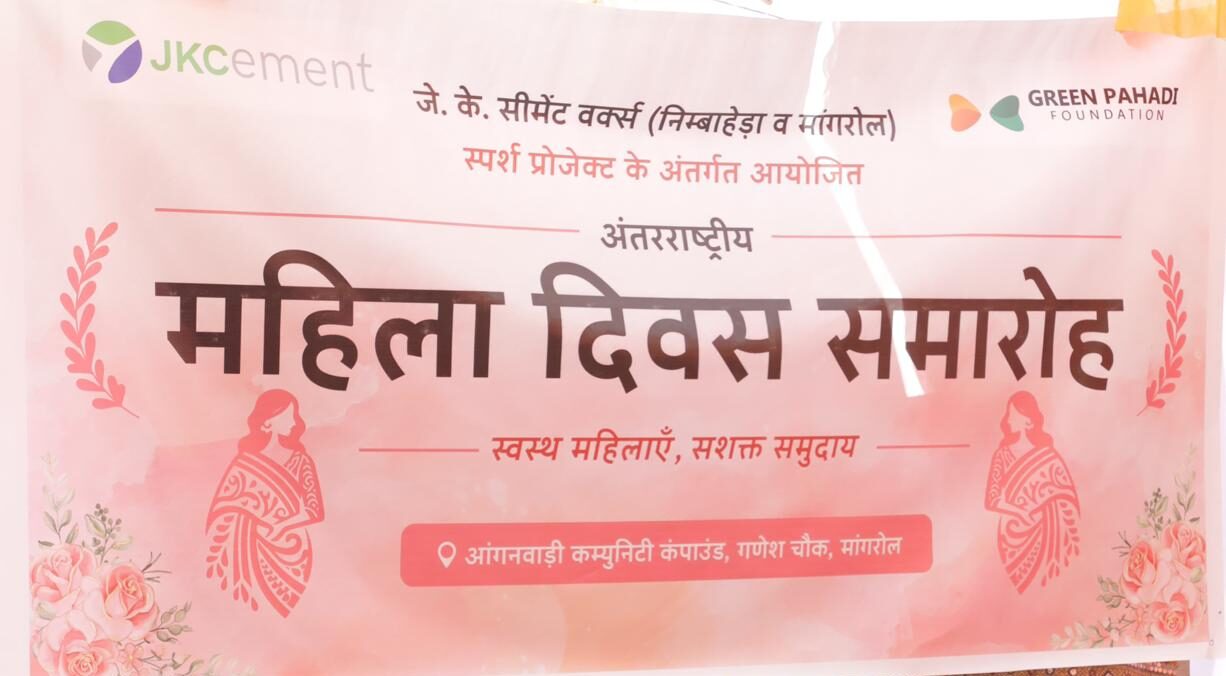 JKCement
जे. के. सीमेंट वर्क्स (निम्बाहेड़ा व मांगरोल)
GREEN PAHADI
FOUNDATION
स्पर्श प्रोजेक्ट के अंतर्गत आयोजित
अंतरराष्ट्रीय
महिला दिवस समारोह
स्वस्थ महिलाएँ, सशक्त समुदाय
आंगनवाड़ी कम्युनिटी कंपाउंड, गणेश चौक, मांगरोल